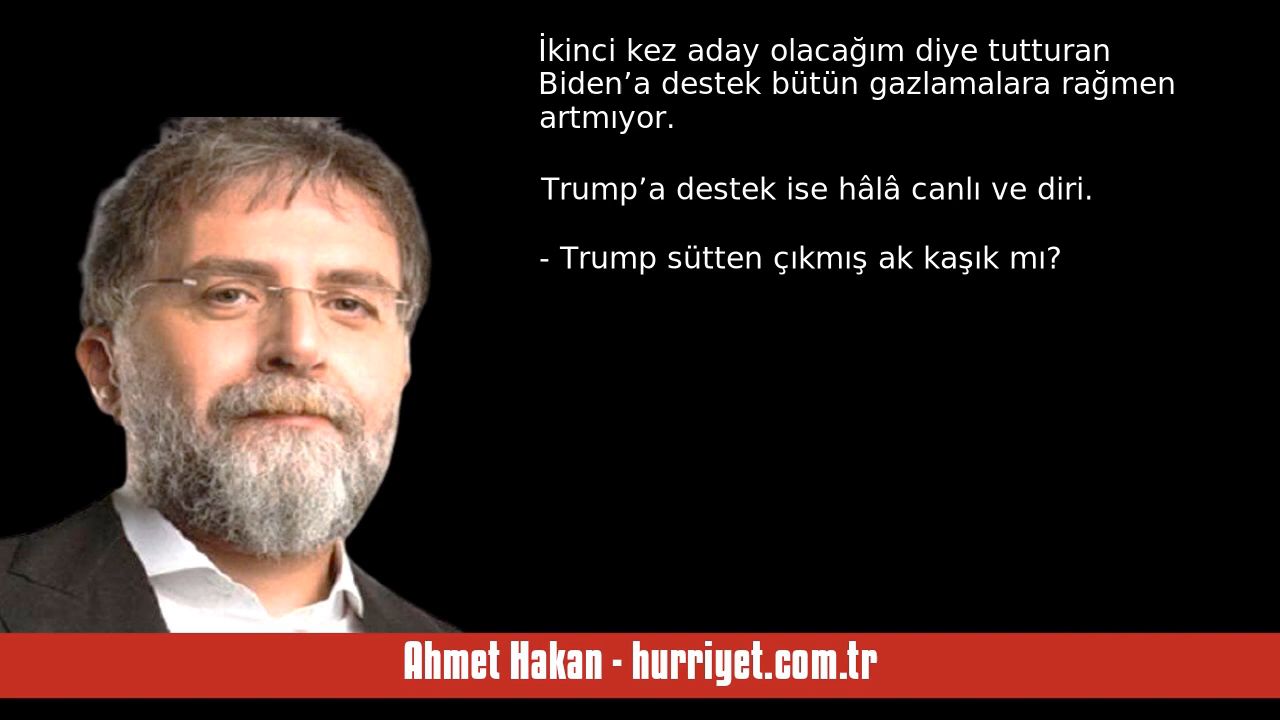 İkinci kez aday olacağım diye tutturan
Biden’a destek bütün gazlamalara rağmen
artmıyor.
Trump’a destek ise hâlâ canlı ve diri.
- Trump sütten çıkmış ak kaşık mı?
Ahmet Hakan - hurriyet.com.tr